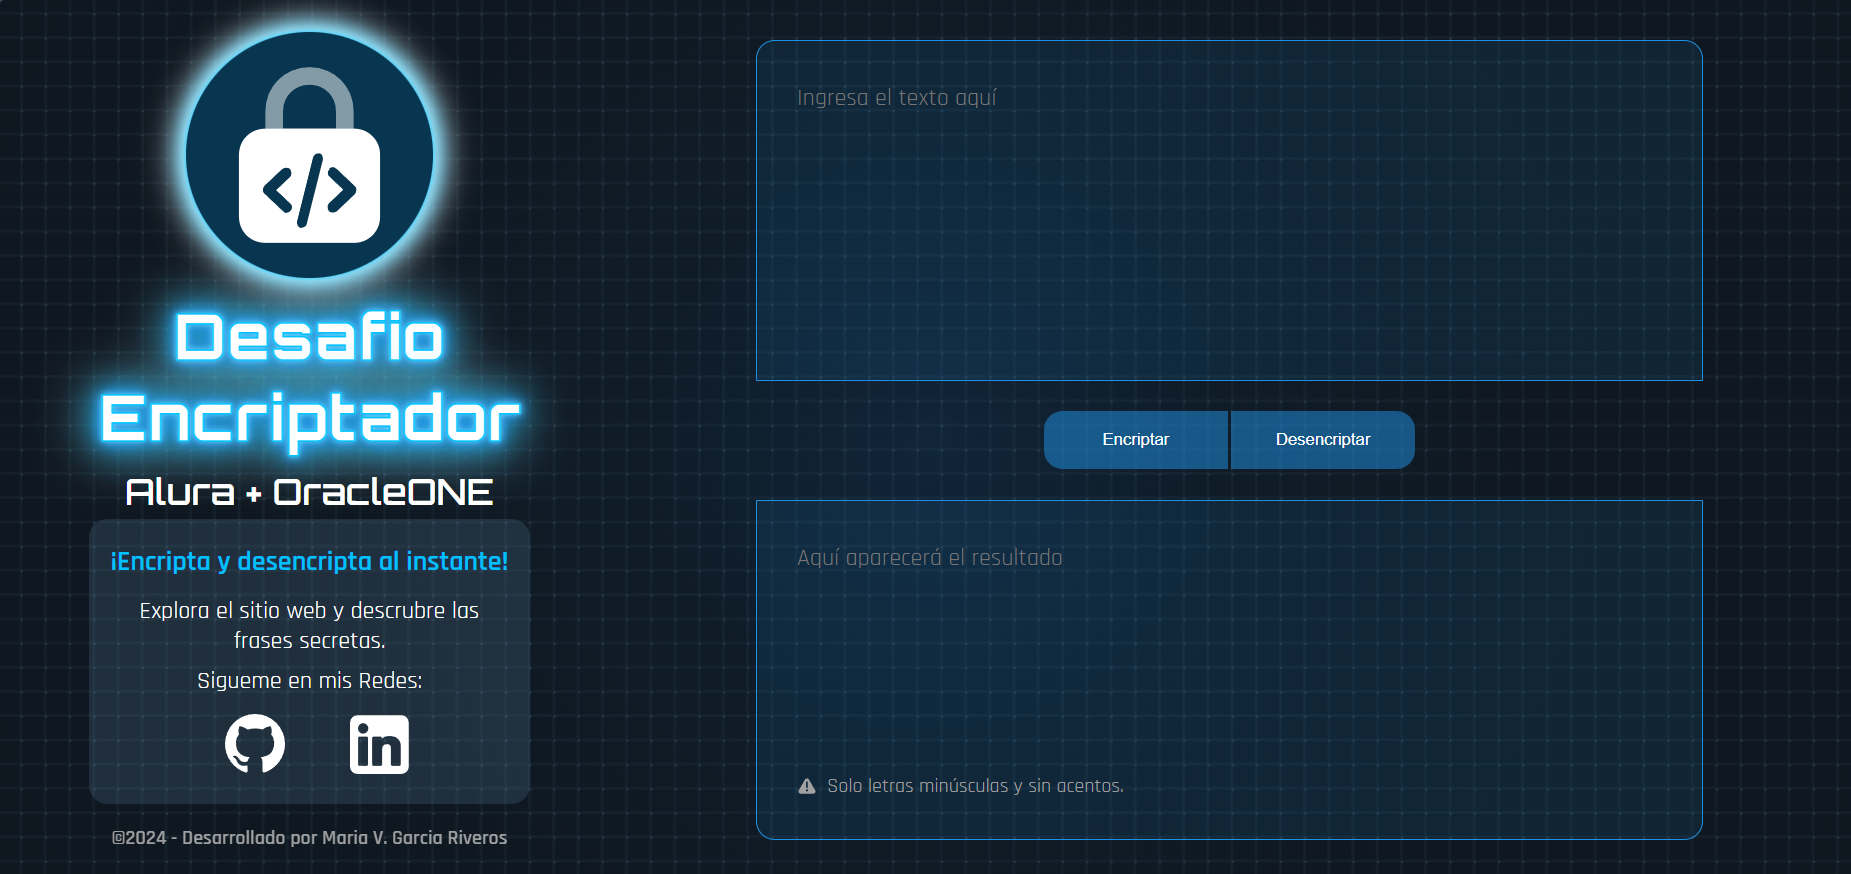 </>
Desafio
Encriptador
Alura + OracleONE
¡Encripta y desencripta al instante!
Explora el sitio web y descrubre las
frases secretas.
Sigueme en mis Redes:
in
©2024 - Desarrollado por Maria V. Garcia Riveros
Ingresa el texto aquí
Encriptar
Desencriptar
Aquí aparecerá el resultado
Solo letras minúsculas y sin acentos.